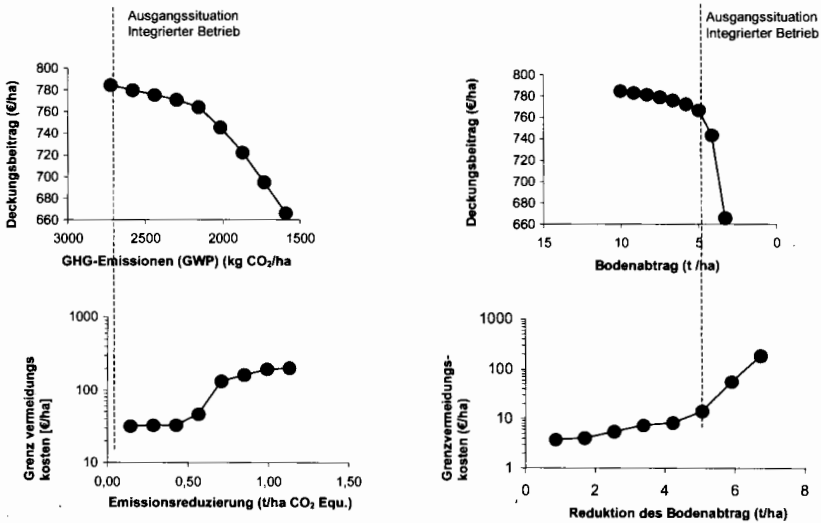 Ausgangssituation
Integrierter Betrieb
Deckungsbeitrag (€/ha)
800
780
760
740
720
700
680
660
3000 2500 2000 1500
GHG-Emissionen (GWP) (kg CO₂/ha
Ausgangssituation
Integrierter Betrieb
Deckungsbeitrag (€/ha)
800
780
760
740
720
700
680
660
15 10 5 0
Bodenabtrag (t /ha)
Grenz vermeidungs
kosten [€/ha]
1000
100
10
0,00 0,50 1,00 1,50
Emissionsreduzierung (t/ha CO₂ Equ.)
Grenzvermeidungs-
kosten (€/ha)
1000
100
10
1
0 2 4 6 8
Reduktion des Bodenabtrag (t/ha)